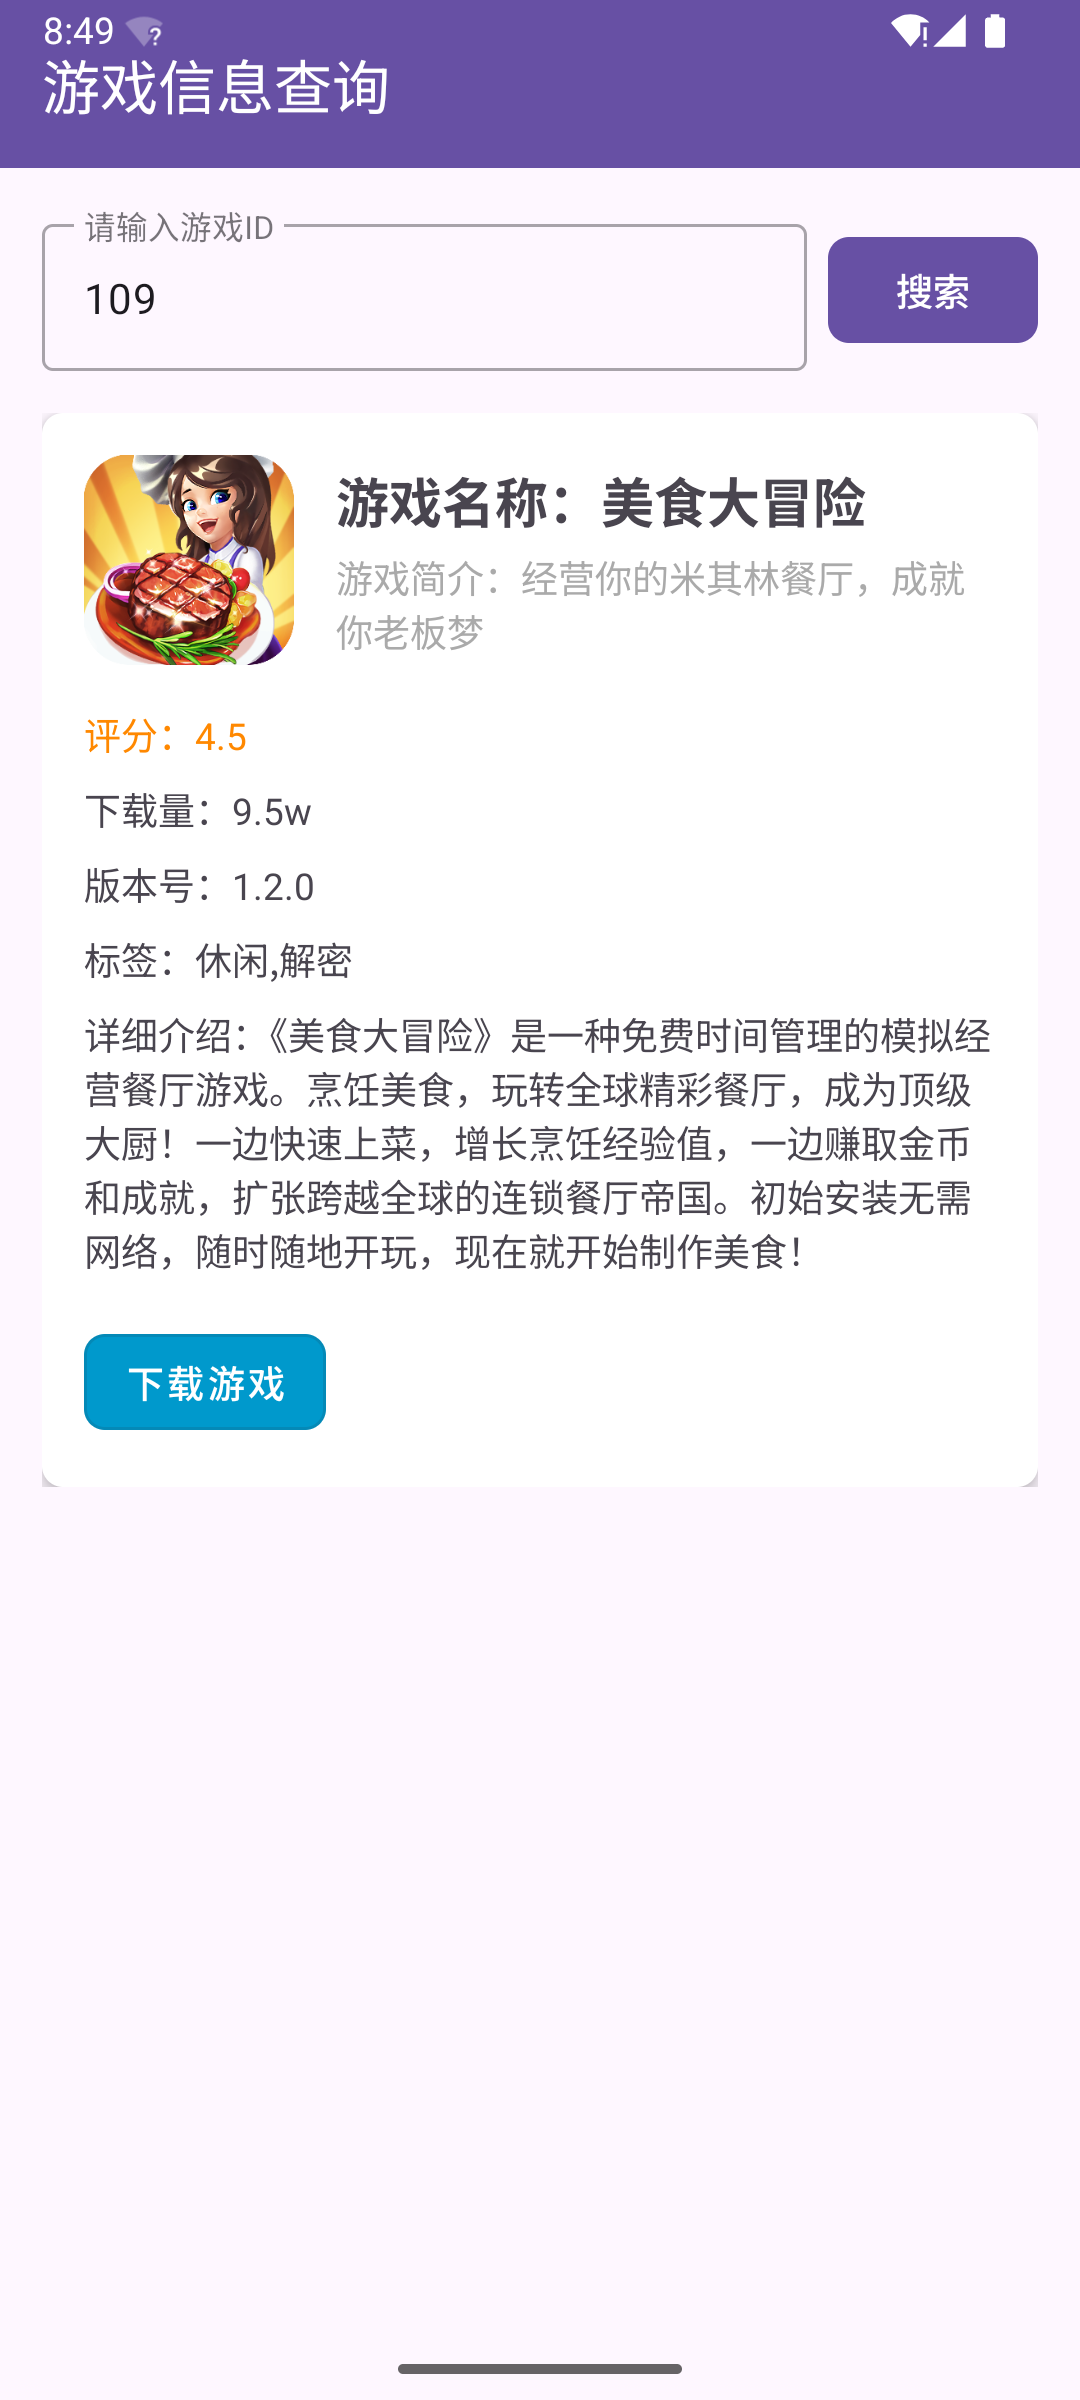 8:49
游戏信息查询
请输入游戏ID
109
搜索
游戏名称：美食大冒险
游戏简介：经营你的米其林餐厅，成就
你老板梦
评分：4.5
下载量：9.5w
版本号：1.2.0
标签：休闲,解密
详细介绍：《美食大冒险》是一种免费时间管理的模拟经
营餐厅游戏。烹饪美食，玩转全球精彩餐厅，成为顶级
大厨！一边快速上菜，增长烹饪经验值，一边赚取金币
和成就，扩张跨越全球的连锁餐厅帝国。初始安装无需
网络，随时随地开玩，现在就开始制作美食！
下载游戏